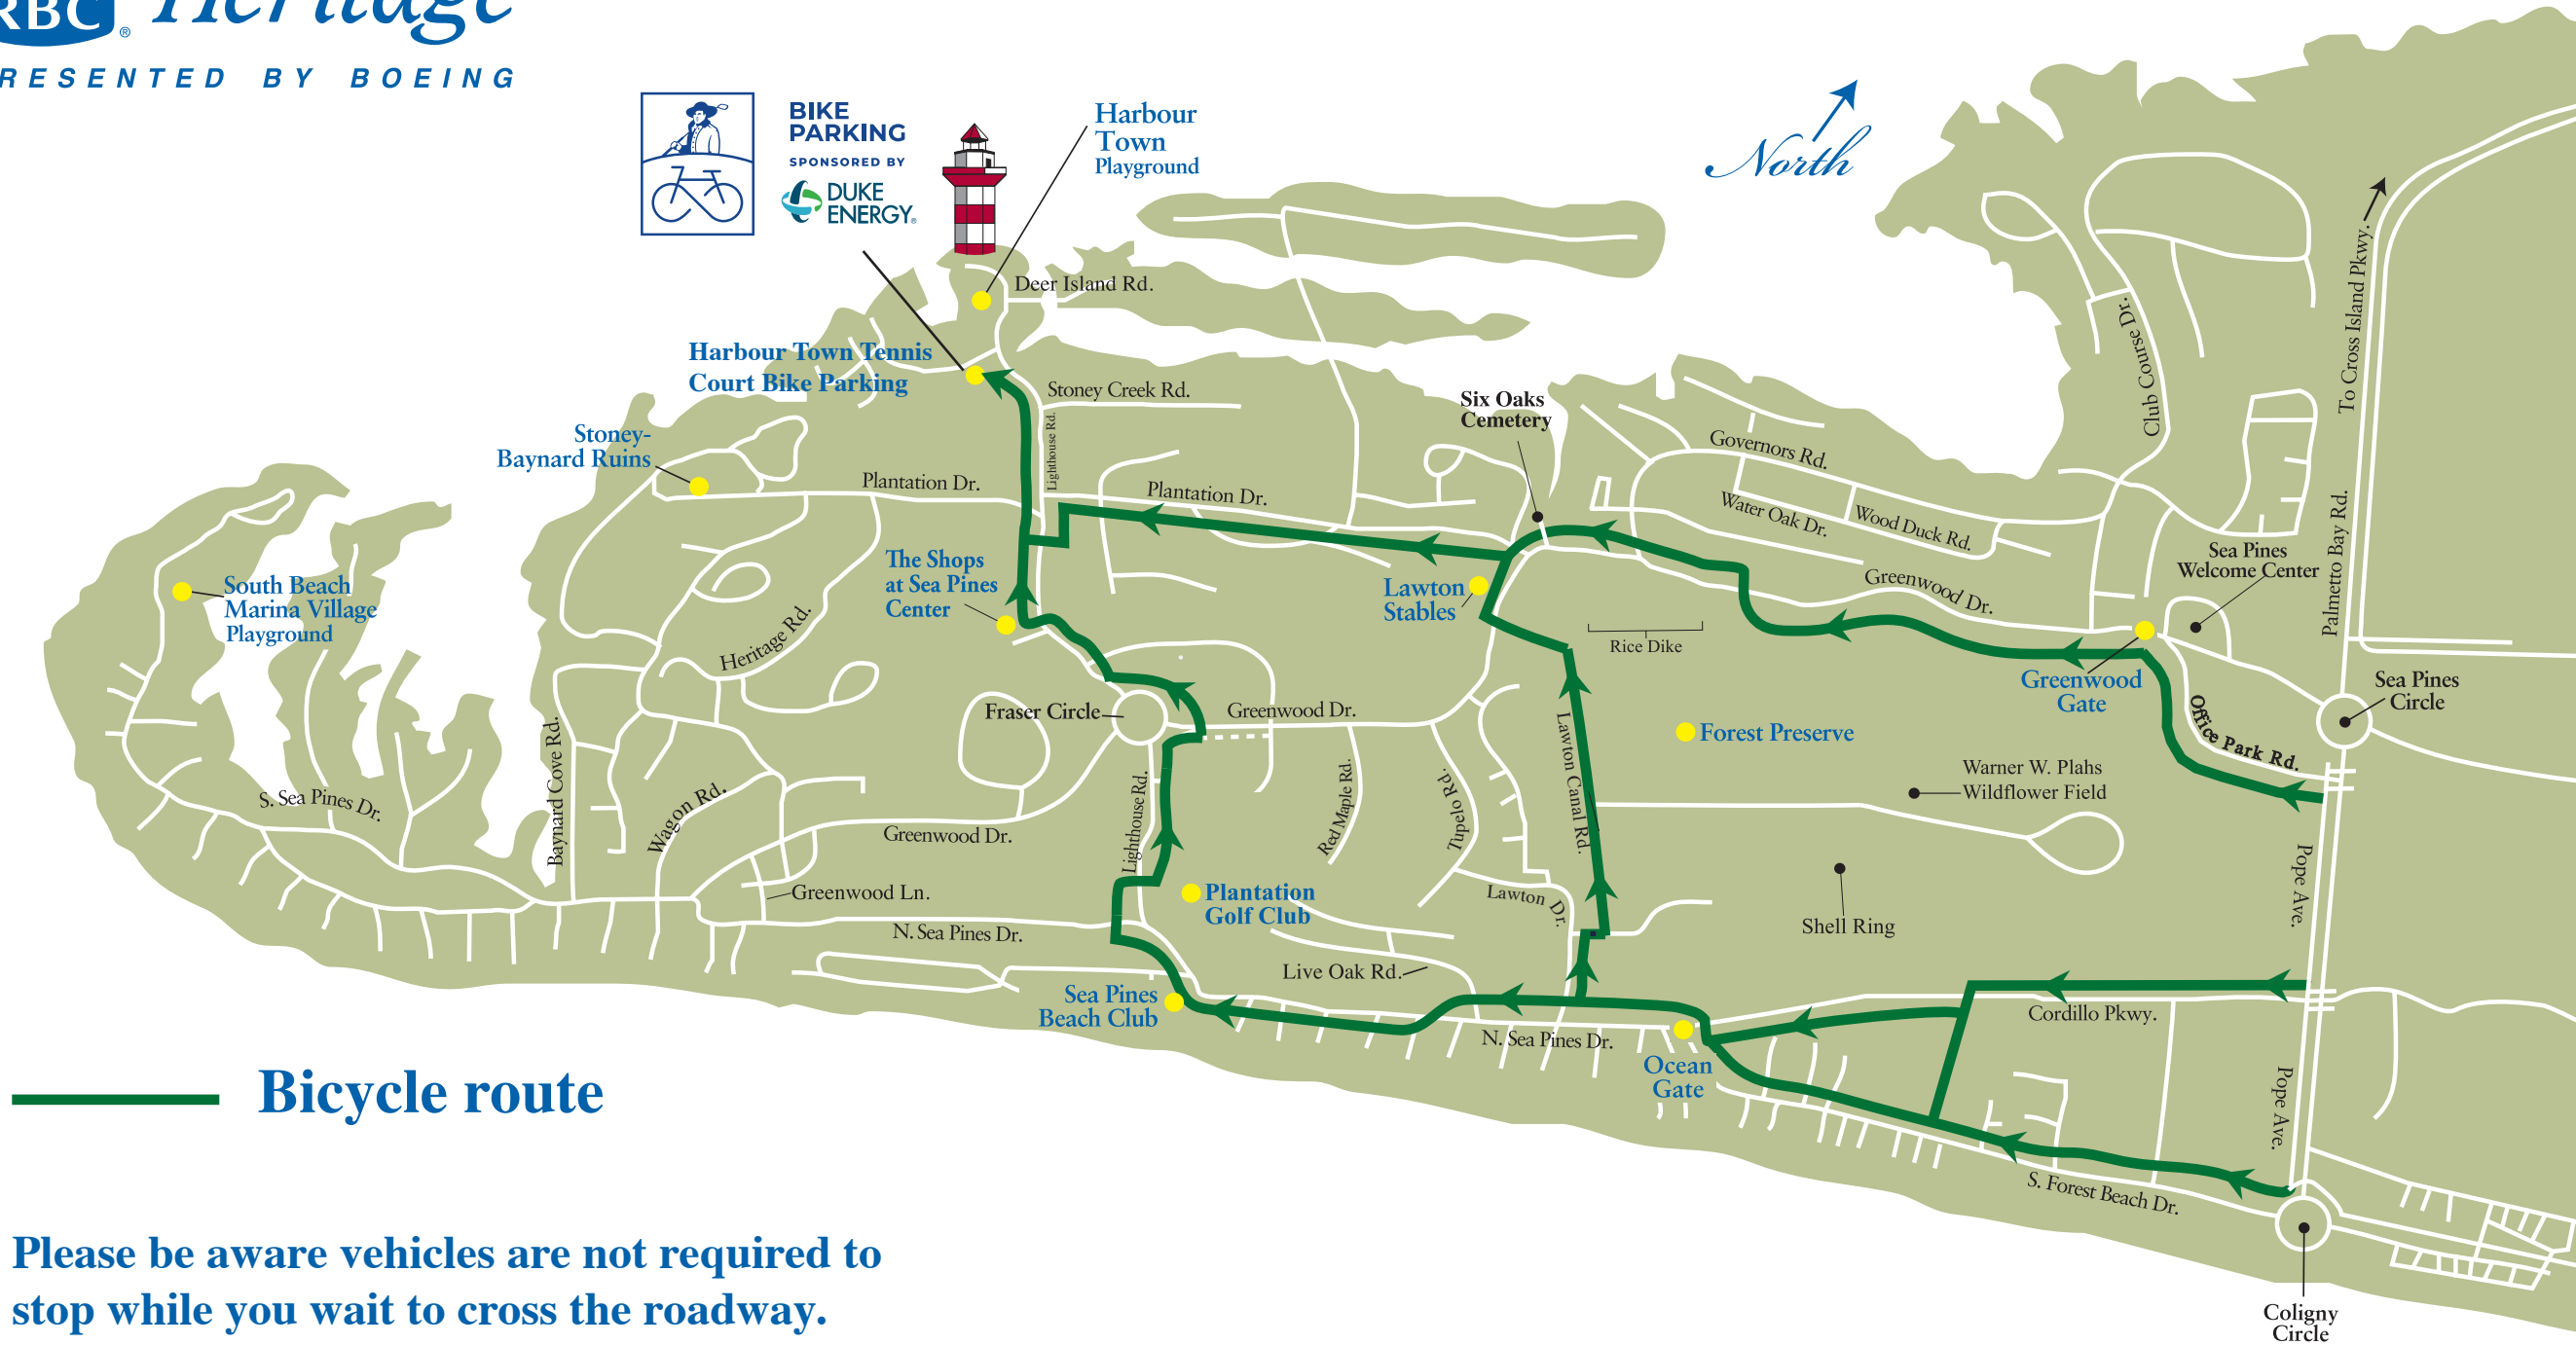 RBC® Heritage
PRESENTED BY BOEING
BIKE
PARKING
SPONSORED BY
DUKE
ENERGY®
Harbour
Town
Playground
North
Deer Island Rd.
Harbour Town Tennis
Court Bike Parking
Stoney Creek Rd.
Lighthouse Rd.
Stoney-
Baynard Ruins
Plantation Dr.
Plantation Dr.
Six Oaks
Cemetery
Governors Rd.
Water Oak Dr.
Wood Duck Rd.
Club Course Dr.
To Cross Island Pkwy.
Palmetto Bay Rd.
Sea Pines
Welcome Center
Greenwood Dr.
South Beach
Marina Village
Playground
The Shops
at Sea Pines
Center
Heritage Rd.
Lawton
Stables
Rice Dike
Greenwood
Gate
Sea Pines
Circle
Office Park Rd.
Fraser Circle
Greenwood Dr.
Forest Preserve
Lawton Canal Rd.
Warner W. Plahs
Wildflower Field
S. Sea Pines Dr.
Baynard Cove Rd.
Wagon Rd.
Greenwood Dr.
Lighthouse Rd.
Red Maple Rd.
Tupelo Rd.
Pope Ave.
Greenwood Ln.
Plantation
Golf Club
Lawton Dr.
Shell Ring
N. Sea Pines Dr.
Live Oak Rd.
Sea Pines
Beach Club
N. Sea Pines Dr.
Cordillo Pkwy.
Ocean
Gate
Pope Ave.
Bicycle route
S. Forest Beach Dr.
Please be aware vehicles are not required to
stop while you wait to cross the roadway.
Coligny
Circle